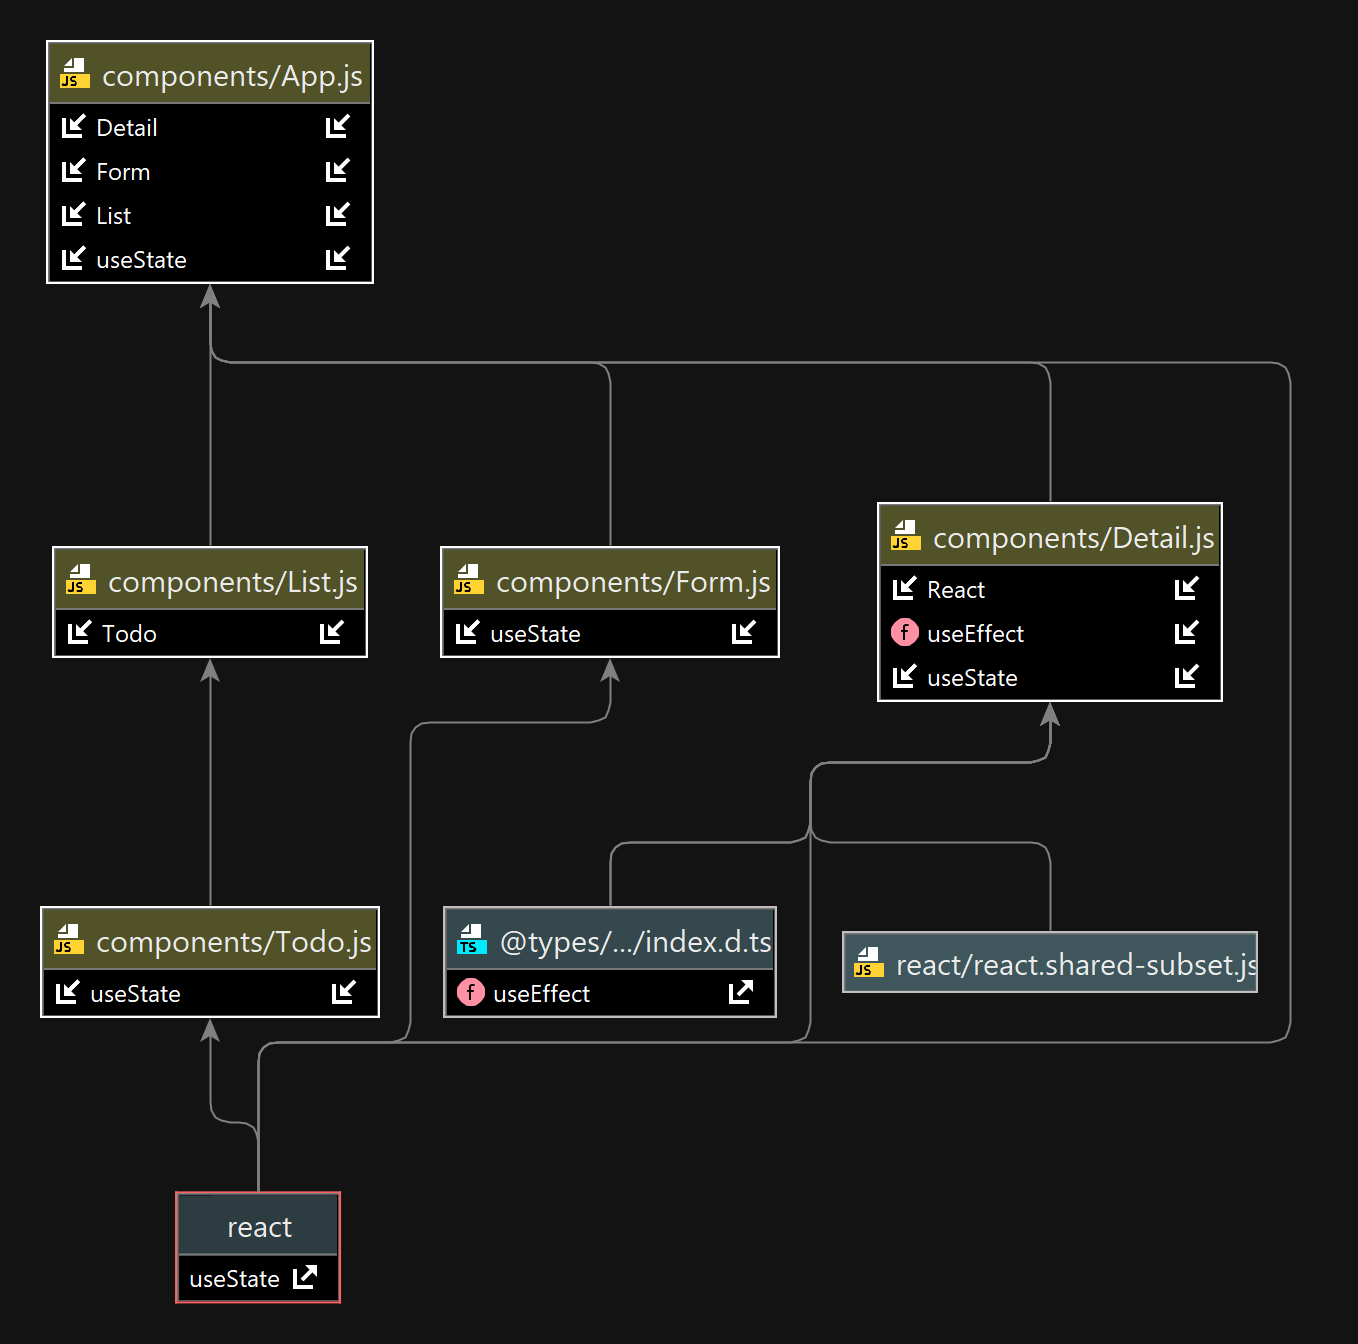 JS components/App.js
Detail
Form
List
useState
JS components/List.js
Todo
JS components/Form.js
useState
JS components/Detail.js
React
f useEffect
useState
JS components/Todo.js
useState
TS @types/.../index.d.ts
f useEffect
JS react/react.shared-subset.js
react
useState